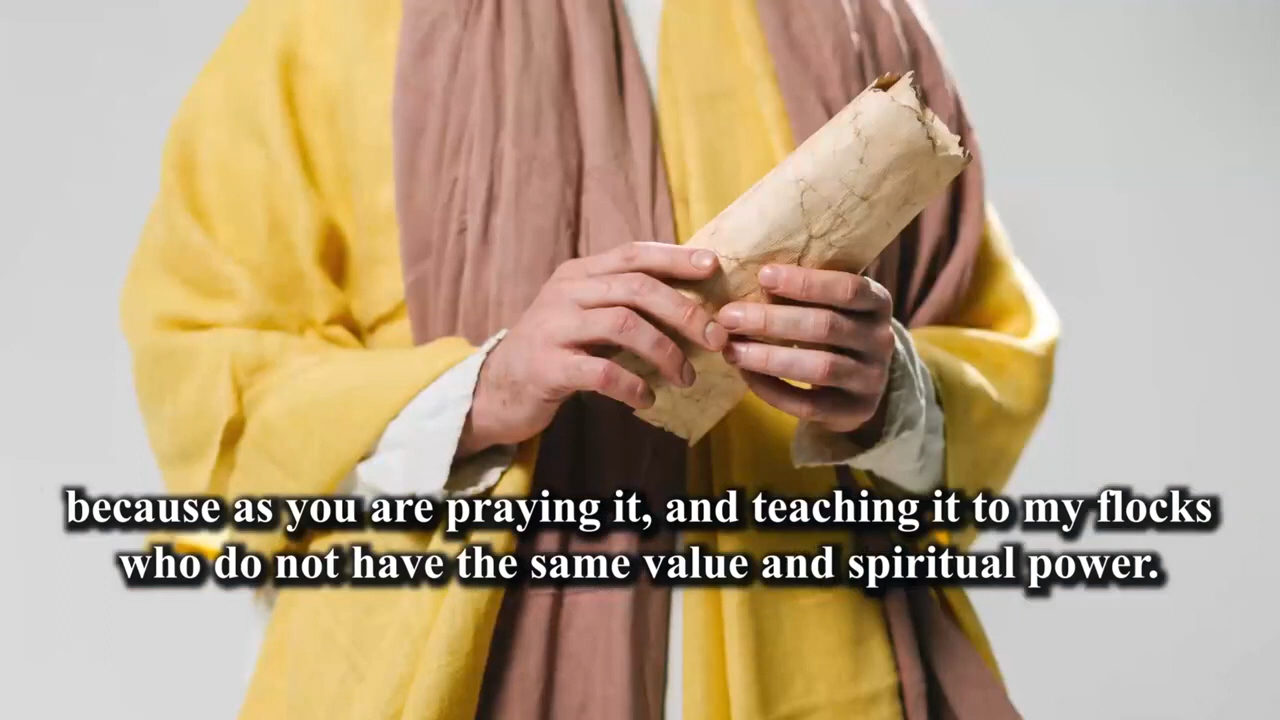 because as you are praying it, and teaching it to my flocks
who do not have the same value and spiritual power.